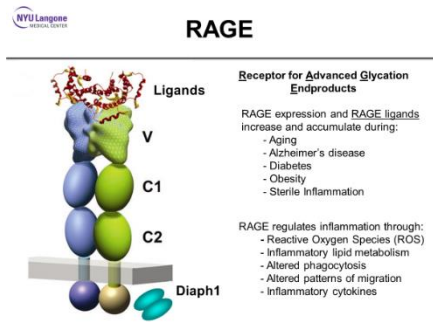 NYU Langone
MEDICAL CENTER
RAGE
Ligands
V
C1
C2
Diaph1
Receptor for Advanced Glycation
Endproducts
RAGE expression and RAGE ligands
increase and accumulate during:
- Aging
- Alzheimer's disease
- Diabetes
- Obesity
- Sterile Inflammation
RAGE regulates inflammation through:
- Reactive Oxygen Species (ROS)
- Inflammatory lipid metabolism
- Altered phagocytosis
- Altered patterns of migration
- Inflammatory cytokines